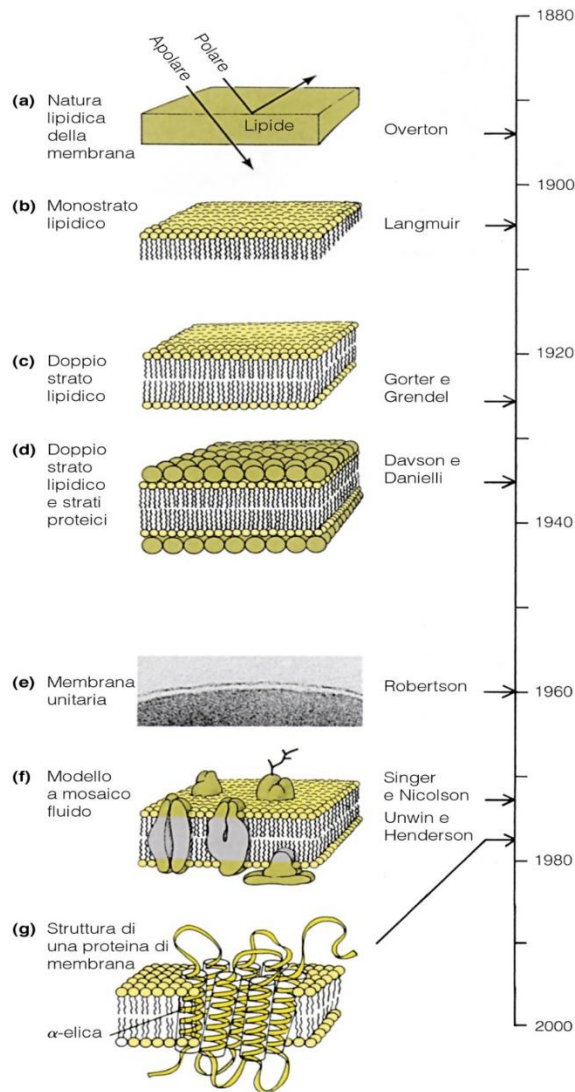 1880
Apolare
Polare
(a) Natura
lipidica
della
membrana
Lipide
Overton
1900
(b) Monostrato
lipidico
Langmuir
1920
(c) Doppio
strato
lipidico
Gorter e
Grendel
(d) Doppio
strato
lipidico
e strati
proteici
Davson e
Danielli
1940
(e) Membrana
unitaria
Robertson
1960
(f) Modello
a mosaico
fluido
Singer
e Nicolson
Unwin e
Henderson
1980
(g) Struttura di
una proteina di
membrana
α-elica
2000